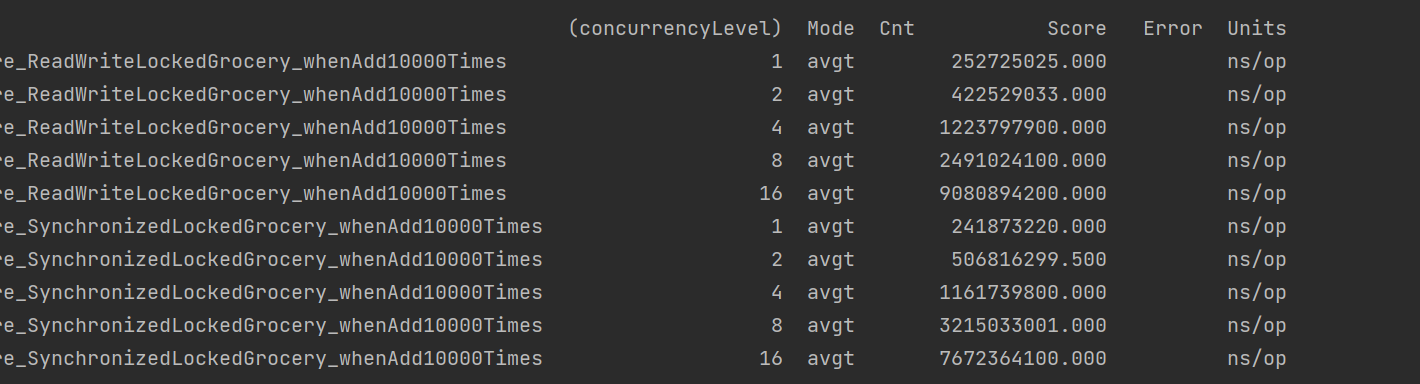 (concurrencyLevel) Mode Cnt Score Error Units
re_ReadWriteLockedGrocery_whenAdd10000Times 1 avgt 252725025.000 ns/op
re_ReadWriteLockedGrocery_whenAdd10000Times 2 avgt 422529033.000 ns/op
re_ReadWriteLockedGrocery_whenAdd10000Times 4 avgt 1223797900.000 ns/op
re_ReadWriteLockedGrocery_whenAdd10000Times 8 avgt 2491024100.000 ns/op
re_ReadWriteLockedGrocery_whenAdd10000Times 16 avgt 9080894200.000 ns/op
re_SynchronizedLockedGrocery_whenAdd10000Times 1 avgt 241873220.000 ns/op
re_SynchronizedLockedGrocery_whenAdd10000Times 2 avgt 506816299.500 ns/op
re_SynchronizedLockedGrocery_whenAdd10000Times 4 avgt 1161739800.000 ns/op
re_SynchronizedLockedGrocery_whenAdd10000Times 8 avgt 3215033001.000 ns/op
re_SynchronizedLockedGrocery_whenAdd10000Times 16 avgt 7672364100.000 ns/op